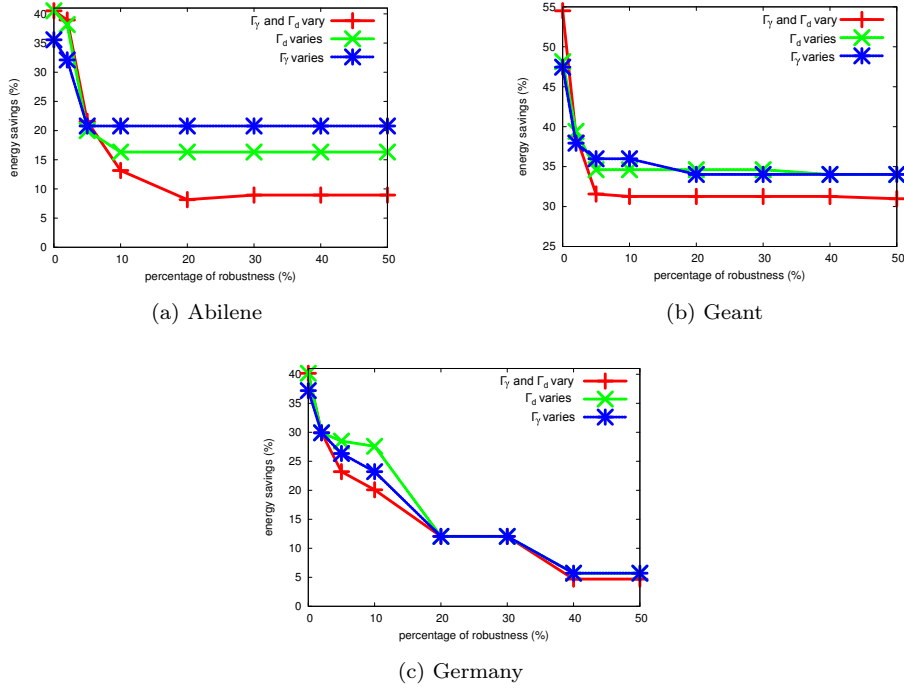 40
35
30
25
20
15
10
5
0
0
10
20
30
40
50
energy savings (%)
percentage of robustness (%)
Γγ and Γd vary
Γd varies
Γγ varies
(a) Abilene
55
50
45
40
35
30
25
0
10
20
30
40
50
energy savings (%)
percentage of robustness (%)
Γγ and Γd vary
Γd varies
Γγ varies
(b) Geant
40
35
30
25
20
15
10
5
0
0
10
20
30
40
50
energy savings (%)
percentage of robustness (%)
Γγ and Γd vary
Γd varies
Γγ varies
(c) Germany